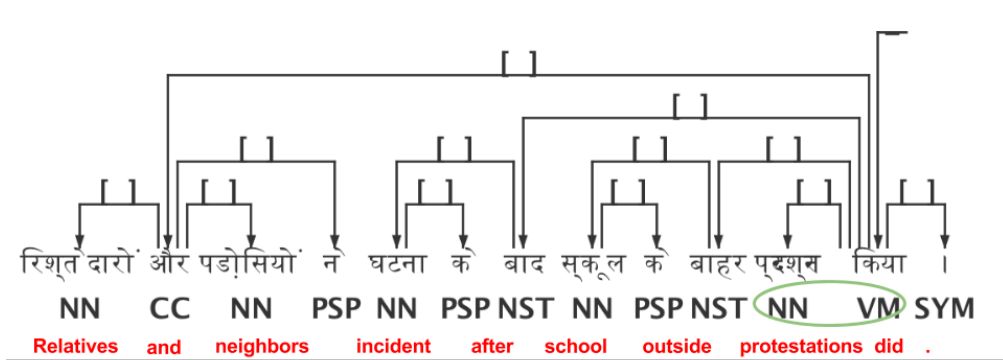 [ ]
[ ]
[ ] [ ] [ ] [ ]
[ ] [ ] [ ] [ ] [ ] [ ]
रिश्तेदारों और पड़ोसियों ने घटना के बाद स्कूल के बाहर प्रदर्शन किया ।
NN CC NN PSP NN PSP NST NN PSP NST NN VM SYM
Relatives and neighbors incident after school outside protestations did .